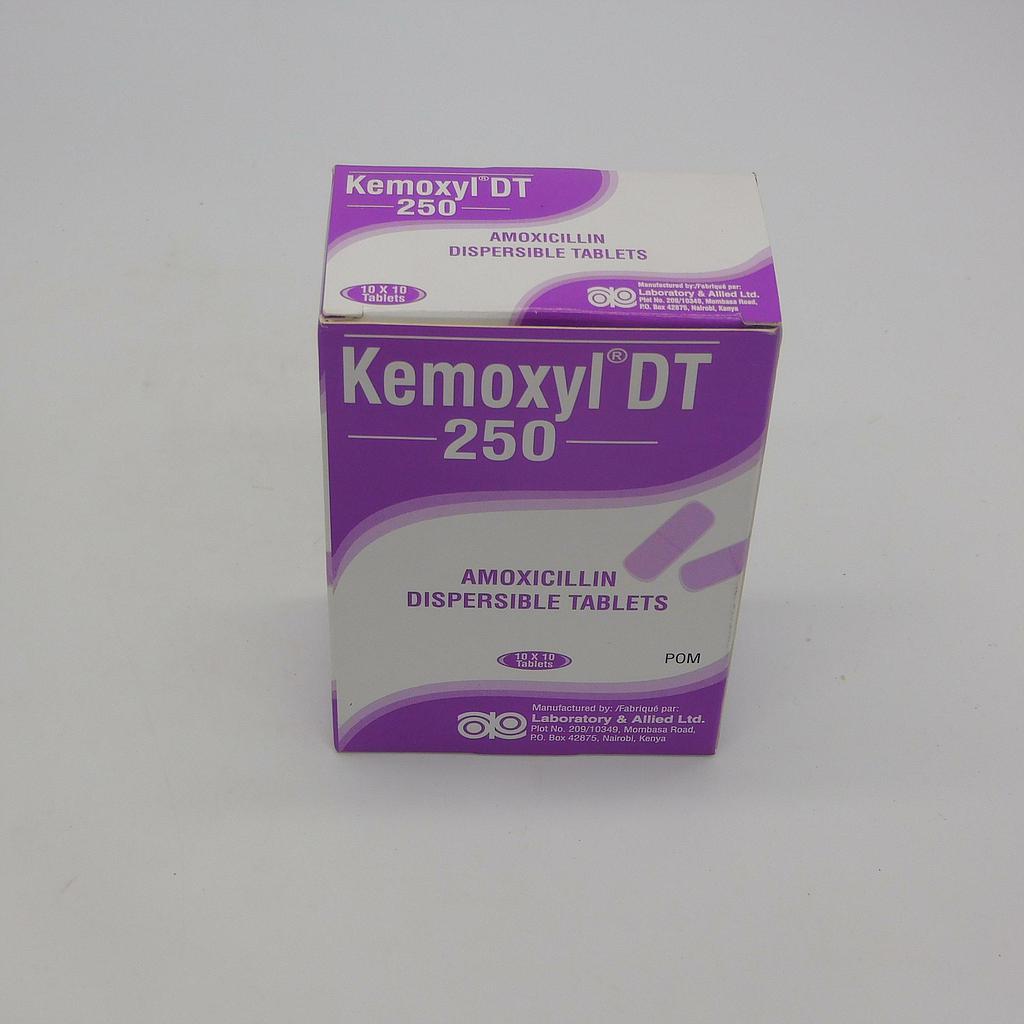 Kemoxyl® DT
250
AMOXICILLIN
DISPERSIBLE TABLETS
10 X 10
Tablets
Manufactured by:/Fabriqué par:
Laboratory & Allied Ltd.
Plot No. 209/10349, Mombasa Road,
P.O. Box 42875, Nairobi, Kenya
Kemoxyl® DT
250
AMOXICILLIN
DISPERSIBLE TABLETS
10 X 10
Tablets
POM
Manufactured by: /Fabriqué par:
Laboratory & Allied Ltd.
Plot No. 209/10349, Mombasa Road,
P.O. Box 42875, Nairobi, Kenya